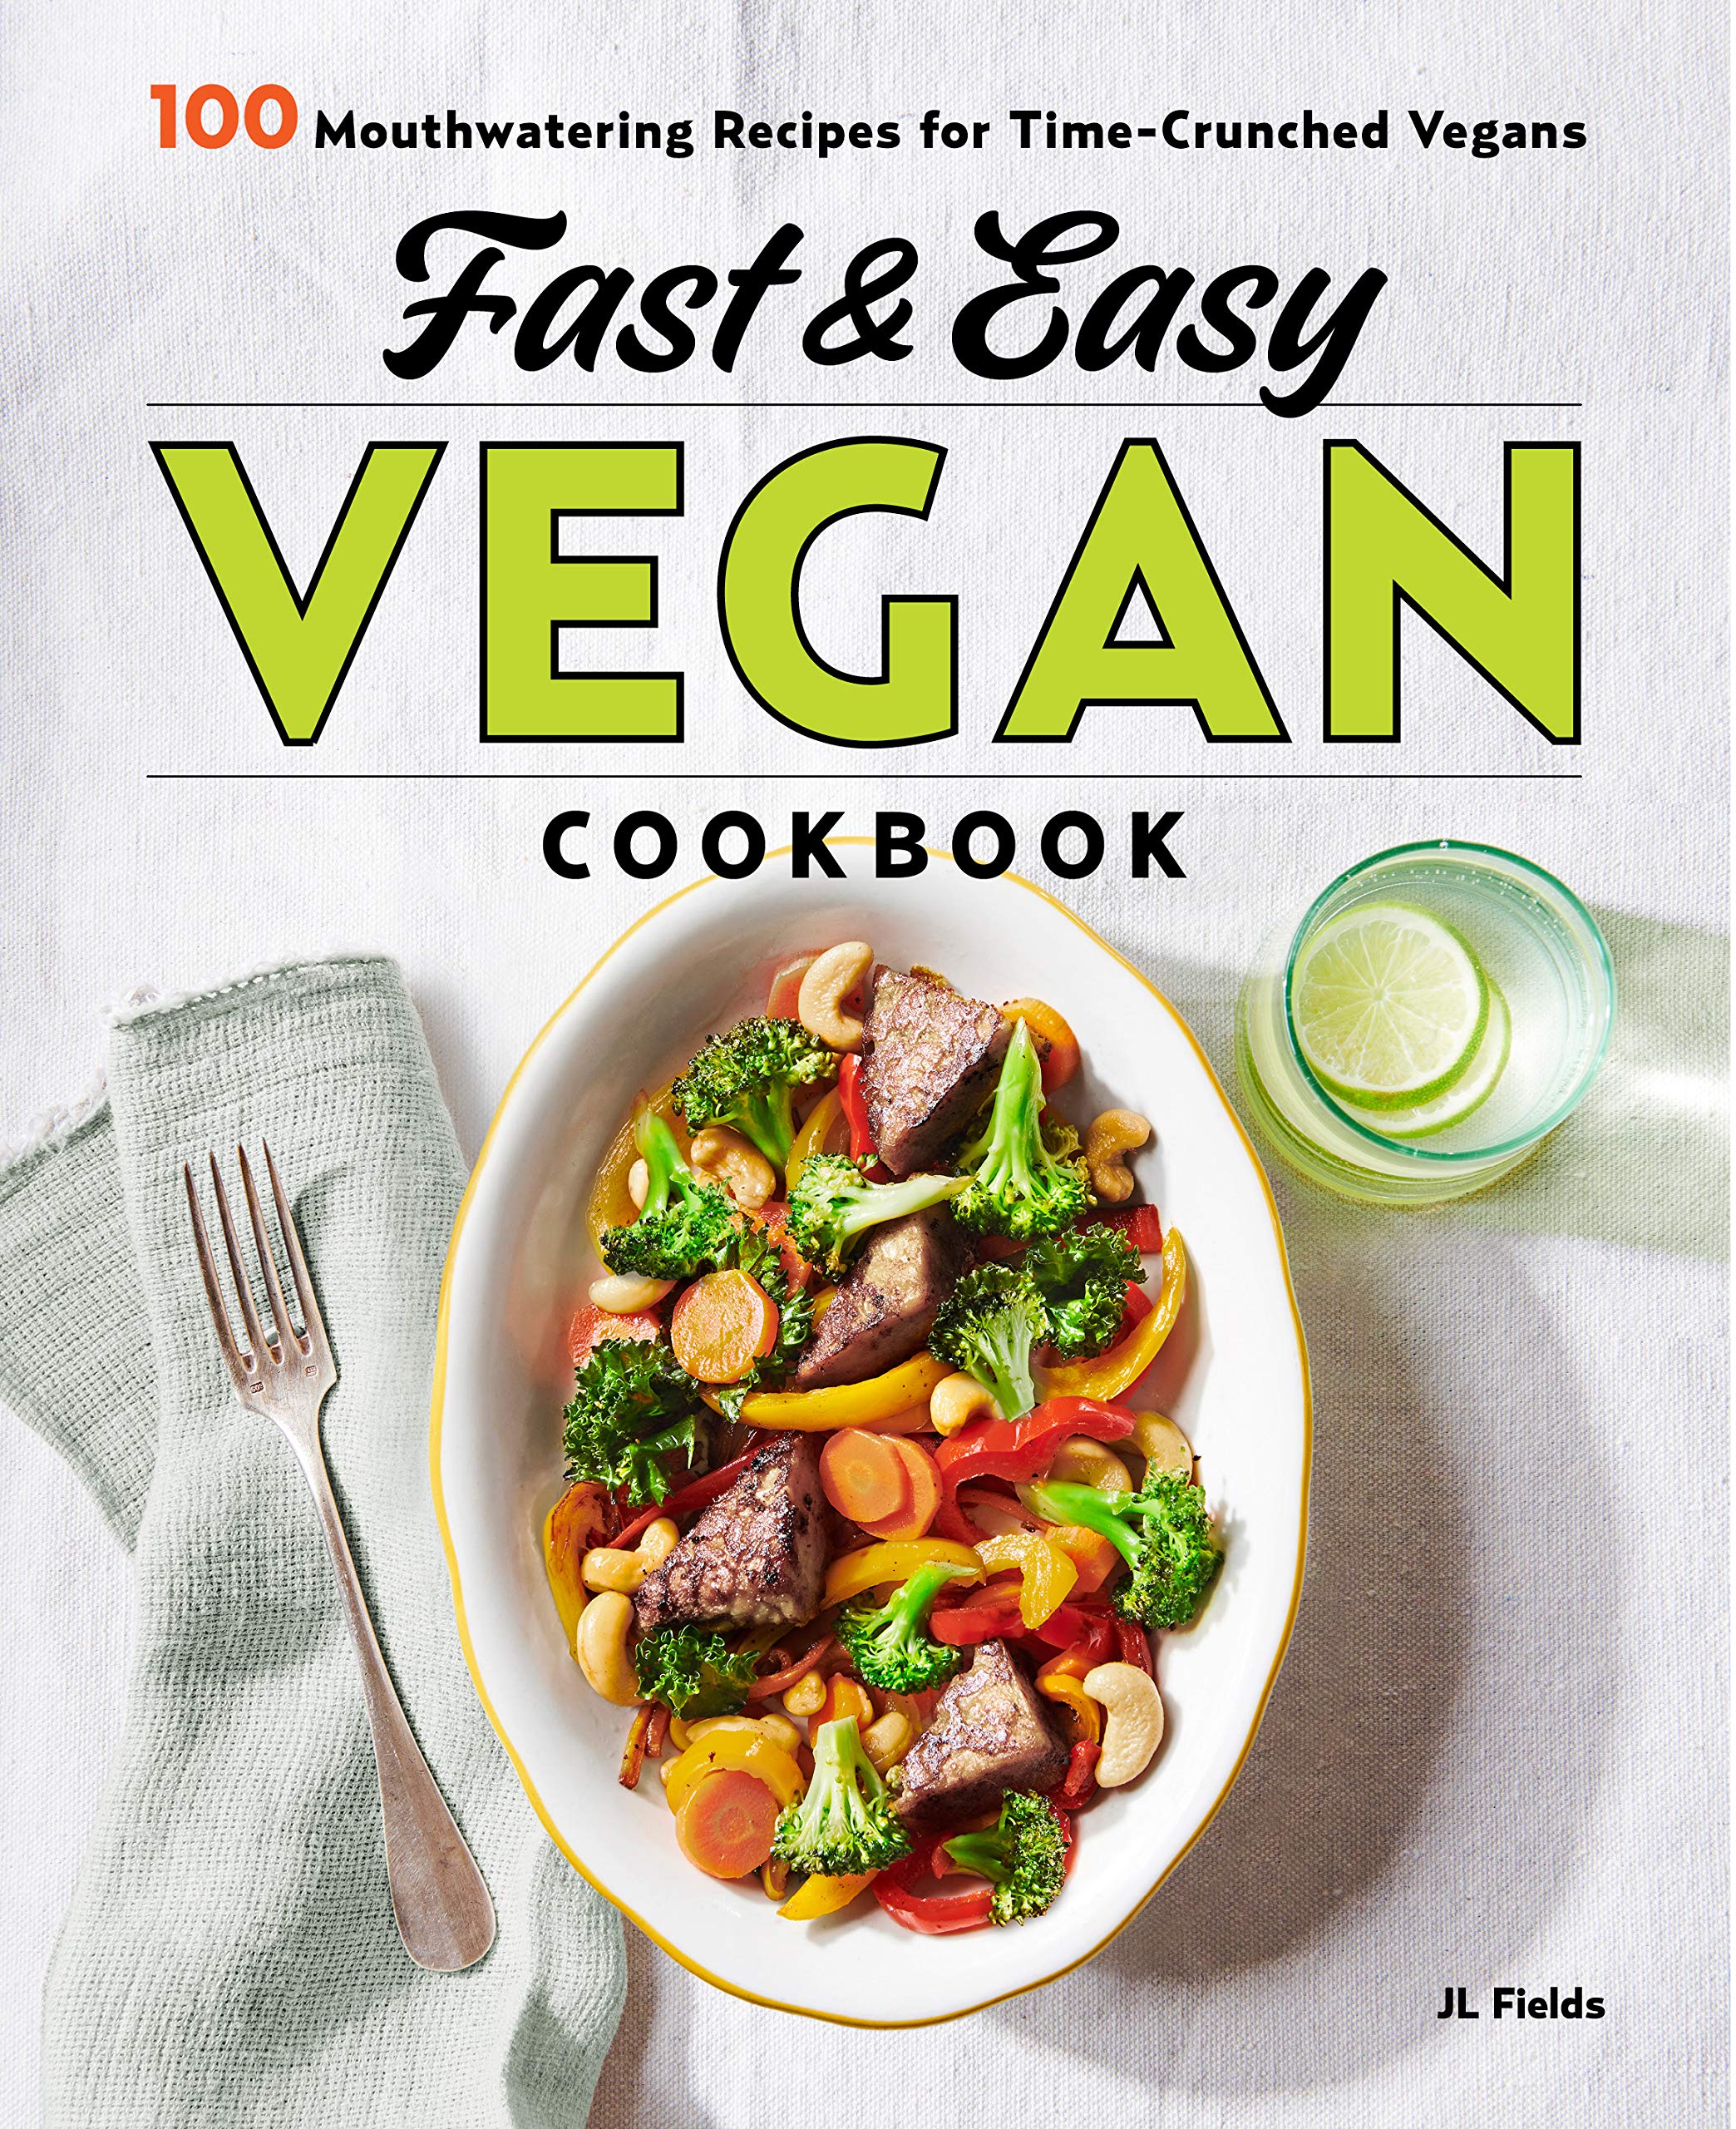 100 Mouthwatering Recipes for Time-Crunched Vegans
Fast & Easy
VEGAN
COOKBOOK
JL Fields